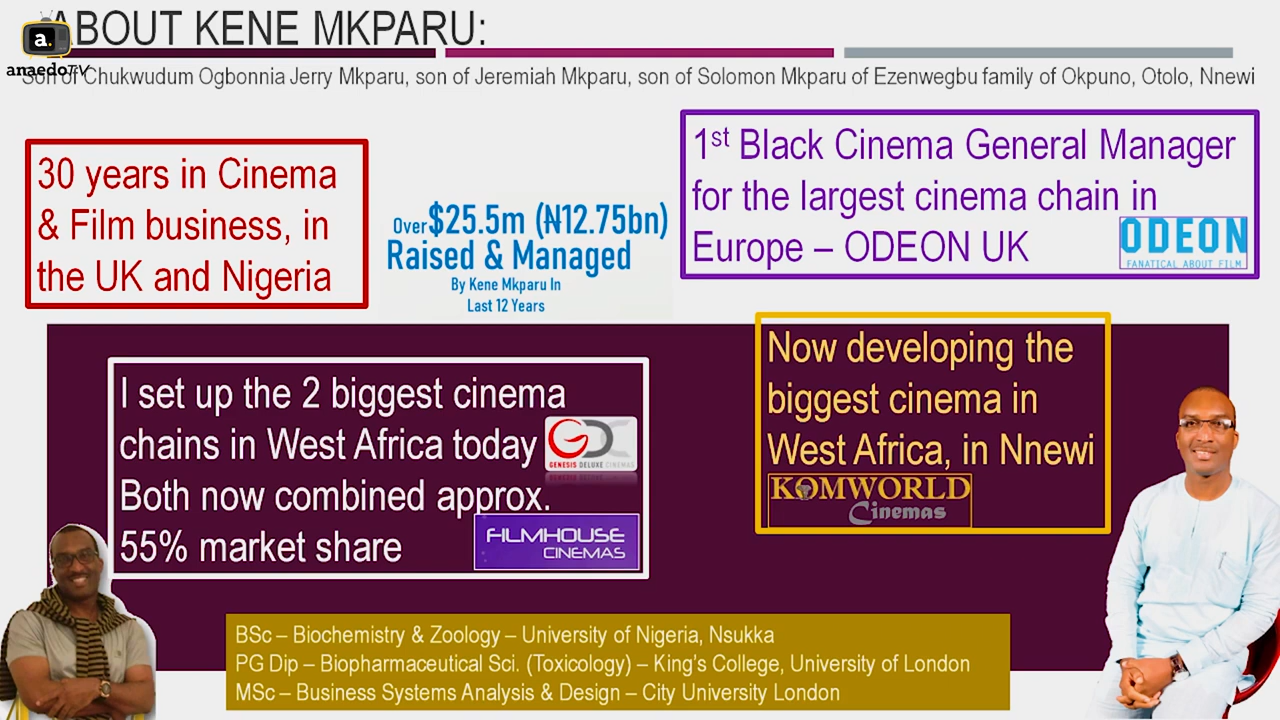 ABOUT KENE MKPARU:
a.
anaedoTV
Son of Chukwudum Ogbonnia Jerry Mkparu, son of Jeremiah Mkparu, son of Solomon Mkparu of Ezenwegbu family of Okpuno, Otolo, Nnewi
30 years in Cinema
& Film business, in
the UK and Nigeria
Over $25.5m (₦12.75bn)
Raised & Managed
By Kene Mkparu In
Last 12 Years
1st Black Cinema General Manager
for the largest cinema chain in
Europe – ODEON UK
ODEON
FANATICAL ABOUT FILM
I set up the 2 biggest cinema
chains in West Africa today
GDC
GENESIS DELUXE CINEMAS
Both now combined approx.
55% market share
FILMHOUSE
CINEMAS
Now developing the
biggest cinema in
West Africa, in Nnewi
KOMWORLD
Cinemas
BSc – Biochemistry & Zoology – University of Nigeria, Nsukka
PG Dip – Biopharmaceutical Sci. (Toxicology) – King's College, University of London
MSc – Business Systems Analysis & Design – City University London